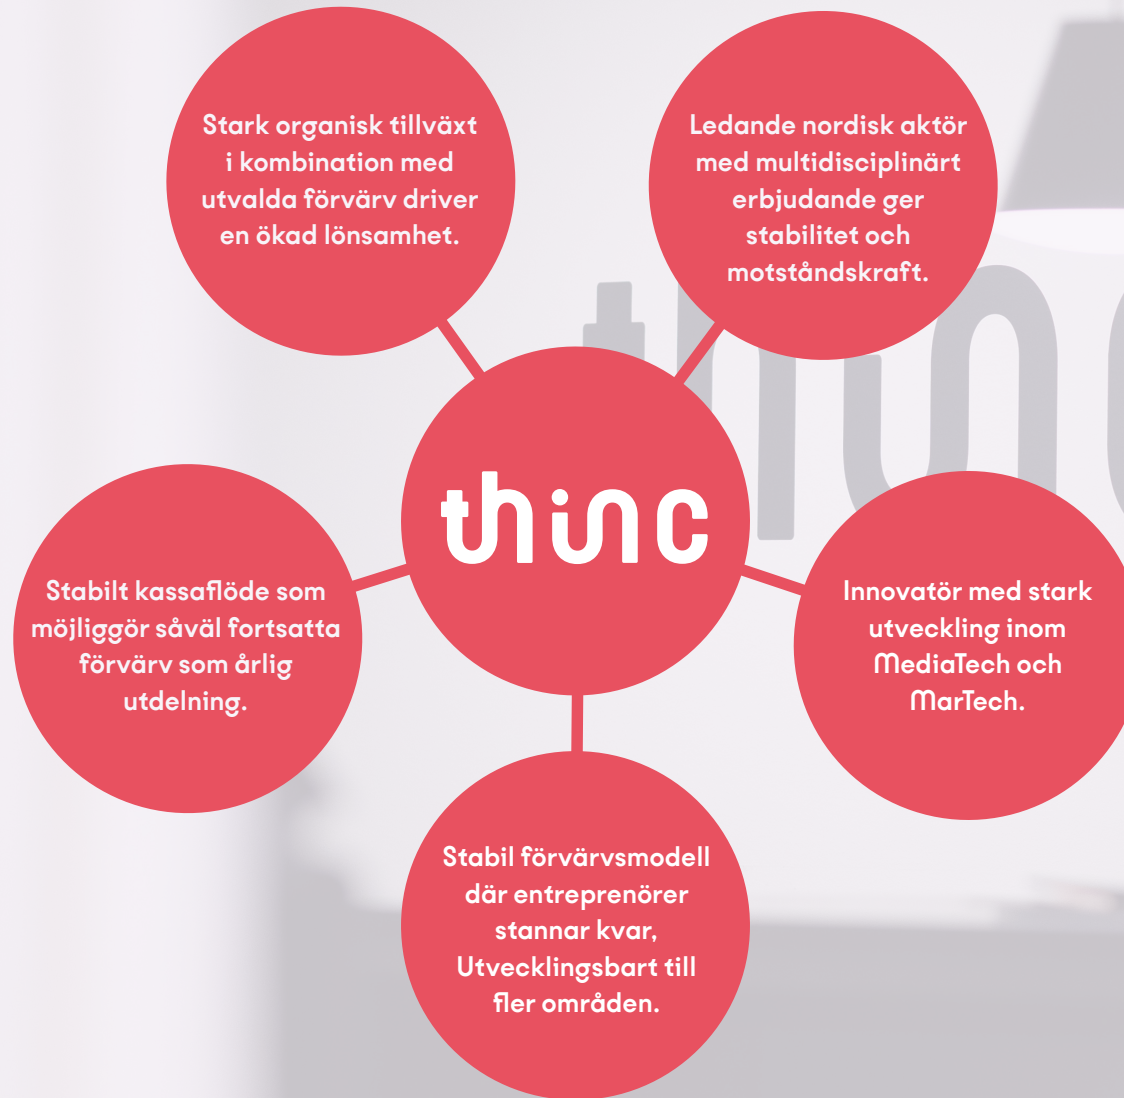 Stark organisk tillväxt
i kombination med
utvalda förvärv driver
en ökad lönsamhet.
Ledande nordisk aktör
med multidisciplinärt
erbjudande ger
stabilitet och
motståndskraft.
thinc
Stabilt kassaflöde som
möjliggör såväl fortsatta
förvärv som årlig
utdelning.
Innovatör med stark
utveckling inom
MediaTech och
MarTech.
Stabil förvärvsmodell
där entreprenörer
stannar kvar,
Utvecklingsbart till
fler områden.